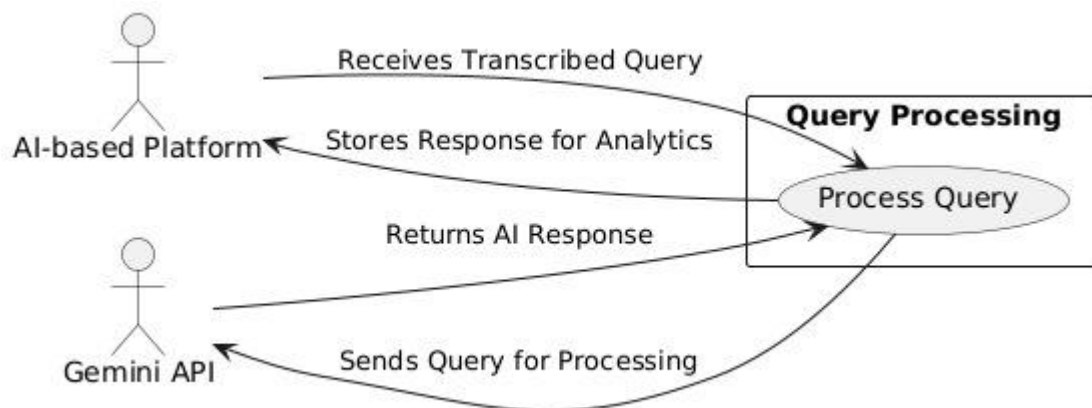 Receives Transcribed Query
Query Processing
AI-based Platform
Stores Response for Analytics
Process Query
Returns AI Response
Sends Query for Processing
Gemini API